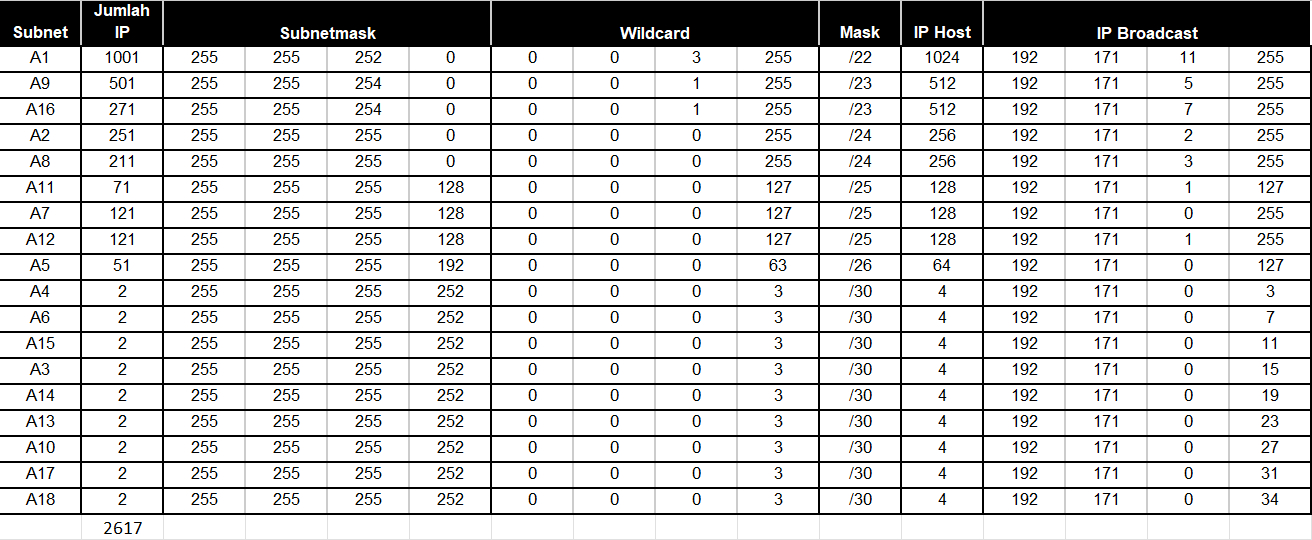 Subnet Jumlah IP Subnetmask Wildcard Mask IP Host IP Broadcast
A1 1001 255 255 252 0 0 0 3 255 /22 1024 192 171 11 255
A9 501 255 255 254 0 0 0 1 255 /23 512 192 171 5 255
A16 271 255 255 254 0 0 0 1 255 /23 512 192 171 7 255
A2 251 255 255 255 0 0 0 0 255 /24 256 192 171 2 255
A8 211 255 255 255 0 0 0 0 255 /24 256 192 171 3 255
A11 71 255 255 255 128 0 0 0 127 /25 128 192 171 1 127
A7 121 255 255 255 128 0 0 0 127 /25 128 192 171 0 255
A12 121 255 255 255 128 0 0 0 127 /25 128 192 171 1 255
A5 51 255 255 255 192 0 0 0 63 /26 64 192 171 0 127
A4 2 255 255 255 252 0 0 0 3 /30 4 192 171 0 3
A6 2 255 255 255 252 0 0 0 3 /30 4 192 171 0 7
A15 2 255 255 255 252 0 0 0 3 /30 4 192 171 0 11
A3 2 255 255 255 252 0 0 0 3 /30 4 192 171 0 15
A14 2 255 255 255 252 0 0 0 3 /30 4 192 171 0 19
A13 2 255 255 255 252 0 0 0 3 /30 4 192 171 0 23
A10 2 255 255 255 252 0 0 0 3 /30 4 192 171 0 27
A17 2 255 255 255 252 0 0 0 3 /30 4 192 171 0 31
A18 2 255 255 255 252 0 0 0 3 /30 4 192 171 0 34
2617